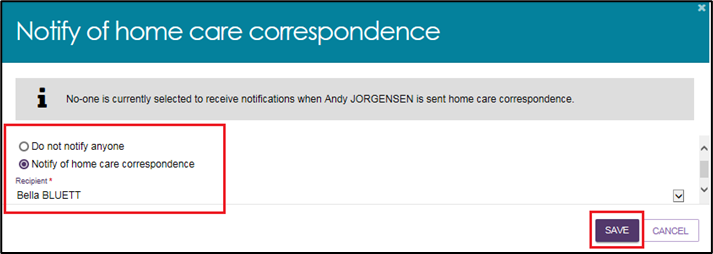 Notify of home care correspondence
No-one is currently selected to receive notifications when Andy JORGENSEN is sent home care correspondence.
Do not notify anyone
Notify of home care correspondence
Recipient *
Bella BLUETT
SAVE CANCEL